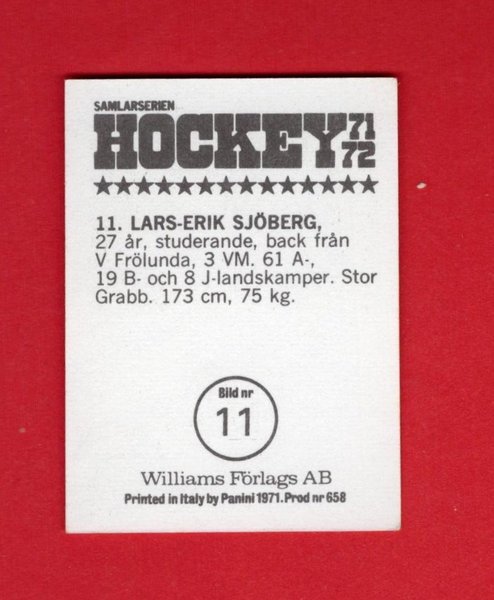 SAMLARSERIEN
HOCKEY 71 72
11. LARS-ERIK SJÖBERG,
27 år, studerande, back från
V Frölunda, 3 VM. 61 A-,
19 B- och 8 J-landskamper. Stor
Grabb. 173 cm, 75 kg.
Bild nr
11
Williams Förlags AB
Printed in Italy by Panini 1971. Prod nr 658